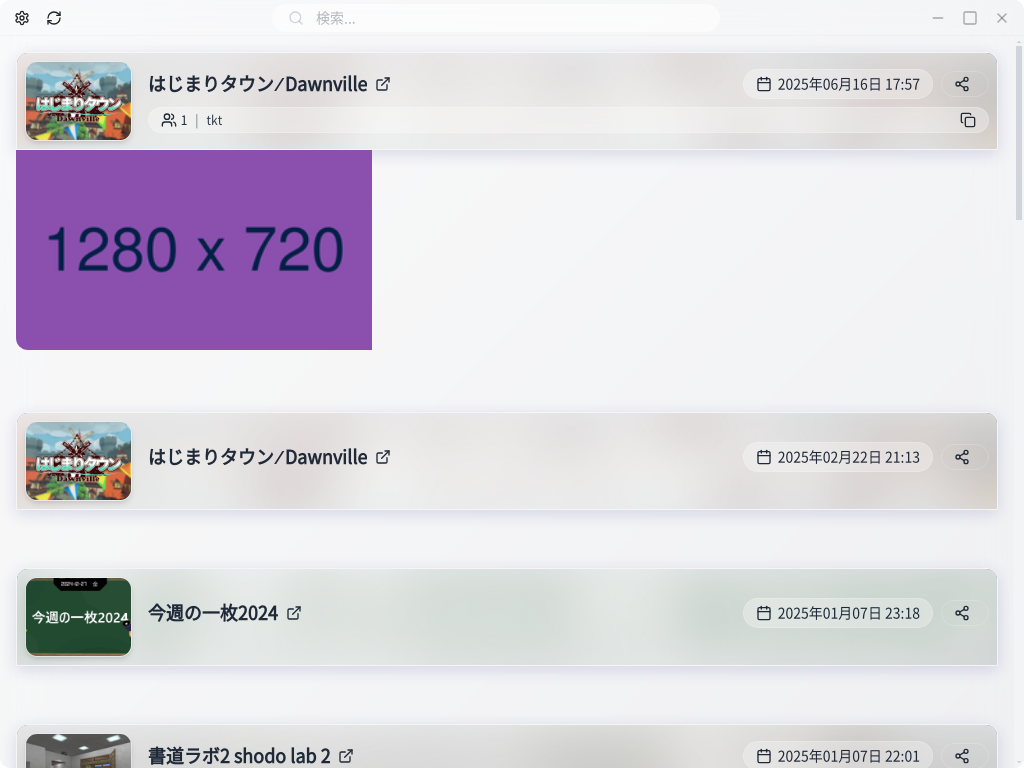 検索...
はじまりタウン⁄Dawnville
2025年06月16日 17:57
はじまりタウン
Dawnville
1 | tkt
1280 x 720
はじまりタウン⁄Dawnville
2025年02月22日 21:13
はじまりタウン
Dawnville
今週の一枚2024
2025年01月07日 23:18
今週の一枚2024
書道ラボ2 shodo lab 2
2025年01月07日 22:01